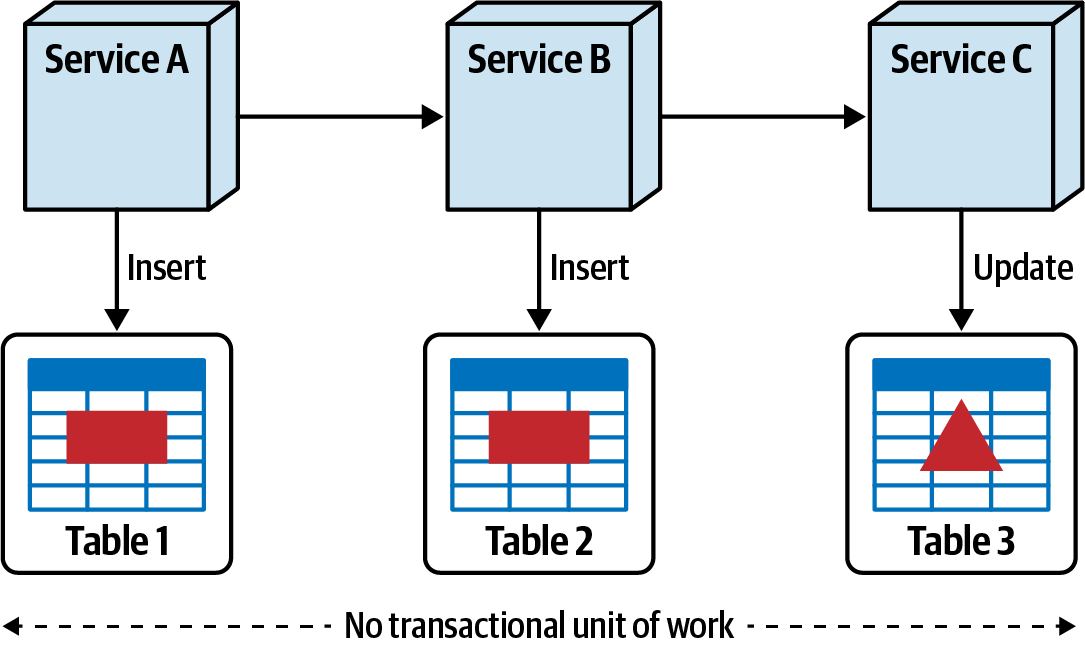 Service A
Service B
Service C
Insert
Insert
Update
Table 1
Table 2
Table 3
No transactional unit of work